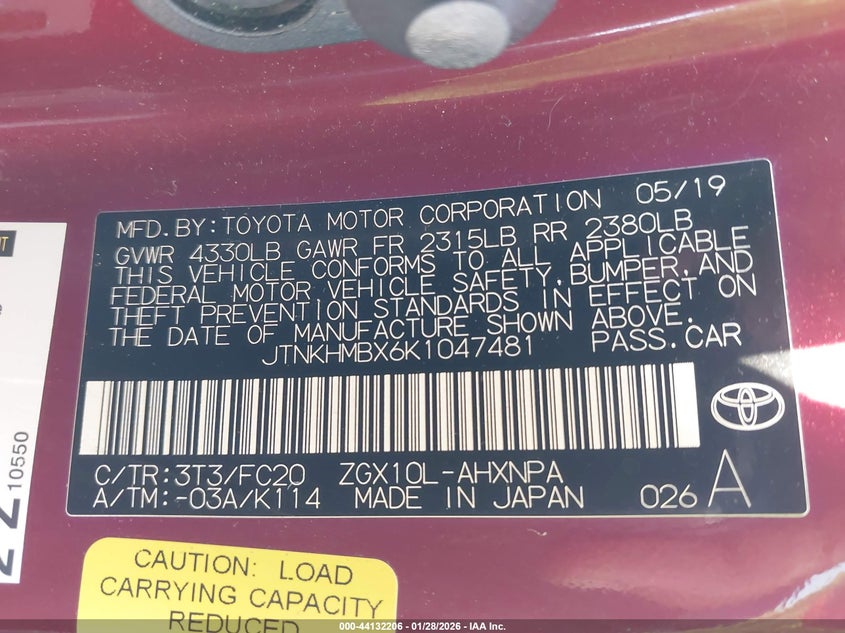 MFD.BY:TOYOTA MOTOR CORPORATION 05/19
GVWR 4330LB GAWR FR 2315LB RR 2380LB
THIS VEHICLE CONFORMS TO ALL APPLICABLE
FEDERAL MOTOR VEHICLE SAFETY,BUMPER,AND
THEFT PREVENTION STANDARDS IN EFFECT ON
THE DATE OF MANUFACTURE SHOWN ABOVE.
JTNKHMBX6K1047481 PASS.CAR
C/TR:3T3/FC20 ZGX10L-AHXNPA
A/TM:-03A/K114 MADE IN JAPAN 026 A
10550
CAUTION: LOAD
CARRYING CAPACITY
REDUCED
000-44132206 - 01/28/2026 - IAA Inc.